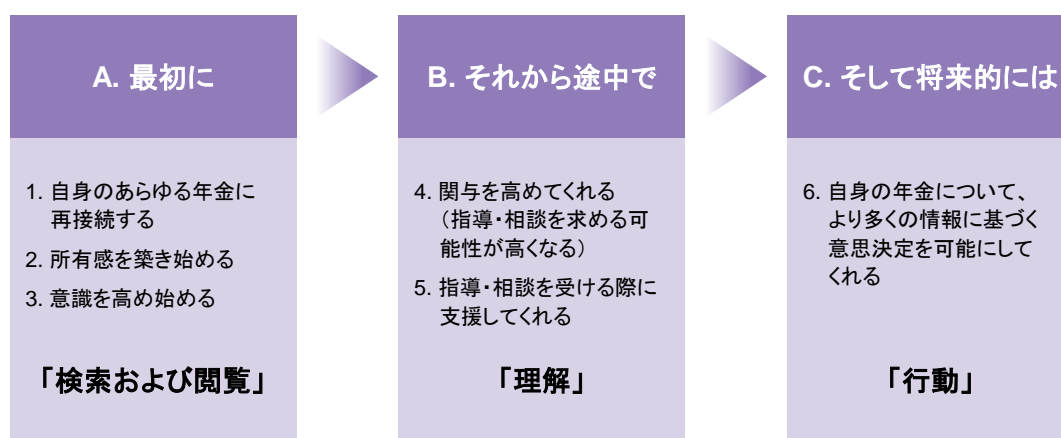 A. 最初に
1. 自身のあらゆる年金に
再接続する
2. 所有感を築き始める
3. 意識を高め始める
「検索および閲覧」
B. それから途中で
4. 関与を高めてくれる
（指導・相談を求める可
能性が高くなる）
5. 指導・相談を受ける際に
支援してくれる
「理解」
C. そして将来的には
6. 自身の年金について、
より多くの情報に基づく
意思決定を可能にして
くれる
「行動」